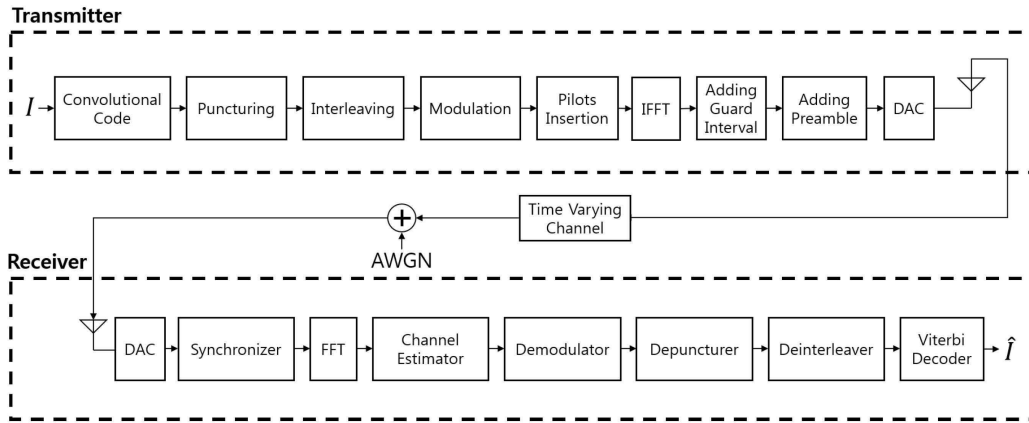 Transmitter
I
Convolutional
Code
Puncturing
Interleaving
Modulation
Pilots
Insertion
IFFT
Adding
Guard
Interval
Adding
Preamble
DAC
Time Varying
Channel
+
AWGN
Receiver
DAC
Synchronizer
FFT
Channel
Estimator
Demodulator
Depuncturer
Deinterleaver
Viterbi
Decoder
Î